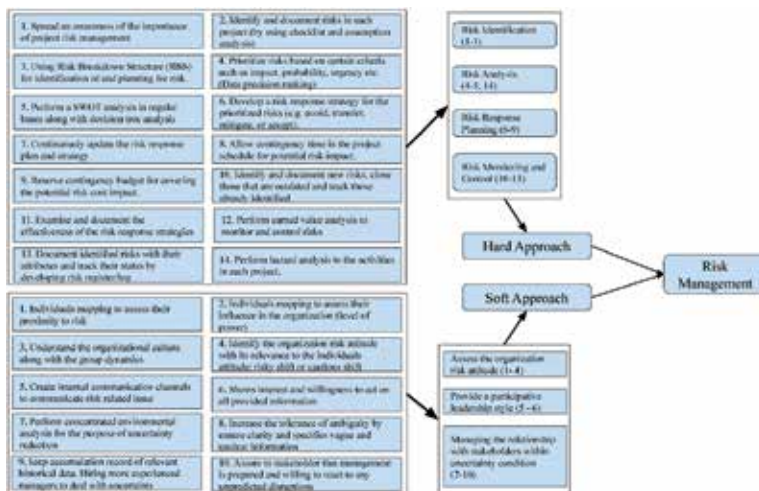 1. Spread an awareness of the importance
of project risk management
2. Identify and document risks in each
project (by using checklist and assumption
analysis)
3. Using Risk Breakdown Structure (RBS)
for identification of and planning for risk.
4. Prioritize risks based on certain criteria
such as impact, probability, urgency etc.
(Data precision ranking)
5. Perform a SWOT analysis in regular
bases along with decision tree analysis
6. Develop a risk response strategy for the
prioritized risks (e.g. avoid, transfer,
mitigate, or accept).
7. Continuously update the risk response
plan and strategy
8. Allow contingency time in the project
schedule for potential risk impact.
9. Reserve contingency budget for covering
the potential risk cost impact.
10. Identify and document new risks, close
those that are outdated and track those
already identified
11. Examine and document the
effectiveness of the risk response strategies
12. Perform earned value analysis to
monitor and control risks
13. Document identified risks with their
attributes and track their status by
developing risk register/log
14. Perform hazard analysis to the activities
in each project.
Risk Identification
(1-3)
Risk Analysis
(4-5, 14)
Risk Response
Planning (6-9)
Risk Monitoring and
Control (10-13)
Hard Approach
Soft Approach
Risk
Management
1. Individuals mapping to assess their
proximity to risk
2. Individuals mapping to assess their
influence in the organization (level of
power)
3. Understand the organizational culture
along with the group dynamics
4. Identify the organization risk attitude
with its relevance to the individuals
attitude: risky shift or cautious shift
5. Create internal communication channels
to communicate risk related issue
6. Shows interest and willingness to act on
all provided information
7. Perform concentrated environmental
analysis for the purpose of uncertainty
reduction
8. Increase the tolerance of ambiguity by
ensure clarity and specifies vague and
unclear information
9. Keep accumulation record of relevant
historical data. Hiring more experienced
managers to deal with uncertainty
10. Assure to stakeholder that management
is prepared and willing to react to any
unpredicted disruptions
Assess the organization
risk attitude (1- 4)
Provide a participative
leadership style (5 - 6)
Managing the relationship
with stakeholders within
uncertainty condition
(7-10)